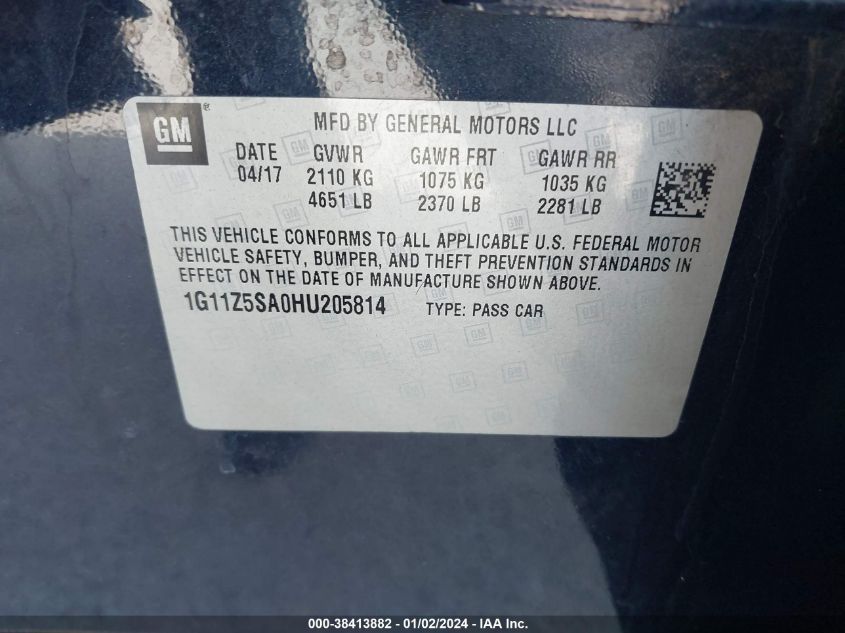 GM ®
MFD BY GENERAL MOTORS LLC
DATE GVWR GAWR FRT GAWR RR
04/17 2110 KG 1075 KG 1035 KG
4651 LB 2370 LB 2281 LB
THIS VEHICLE CONFORMS TO ALL APPLICABLE U.S. FEDERAL MOTOR
VEHICLE SAFETY, BUMPER, AND THEFT PREVENTION STANDARDS IN
EFFECT ON THE DATE OF MANUFACTURE SHOWN ABOVE.
1G11Z5SA0HU205814 TYPE: PASS CAR
000-38413882 - 01/02/2024 - IAA Inc.